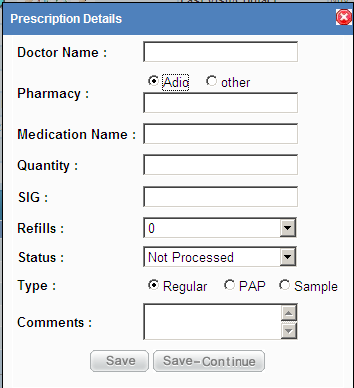 Prescription Details
Doctor Name :
Adio other
Pharmacy :
Medication Name :
Quantity :
SIG :
Refills : 0
Status : Not Processed
Type : Regular PAP Sample
Comments :
Save Save-Continue